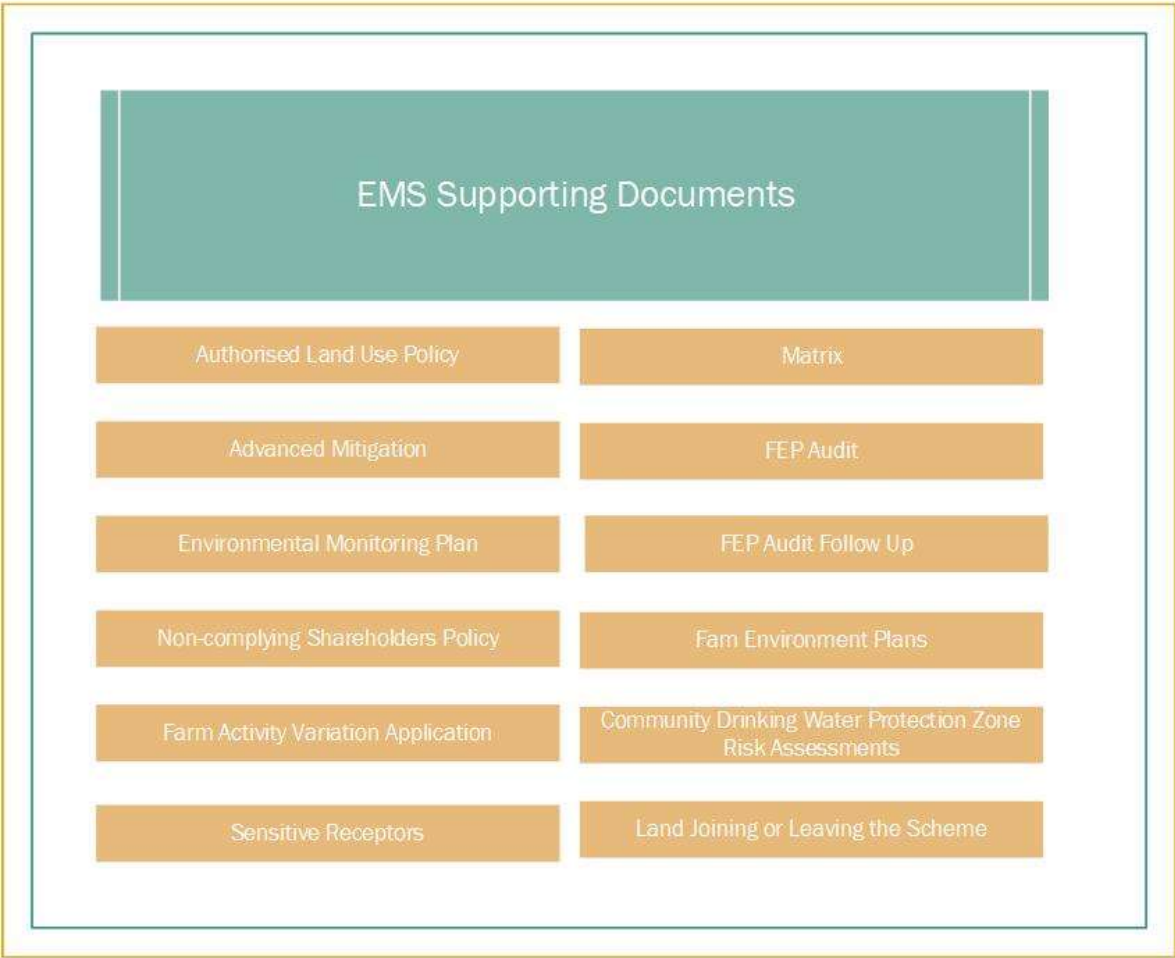 EMS Supporting Documents
Authorised Land Use Policy
Matrix
Advanced Mitigation
FEP Audit
Environmental Monitoring Plan
FEP Audit Follow Up
Non-complying Shareholders Policy
Fam Environment Plans
Farm Activity Variation Application
Community Drinking Water Protection Zone
Risk Assessments
Sensitive Receptors
Land Joining or Leaving the Scheme